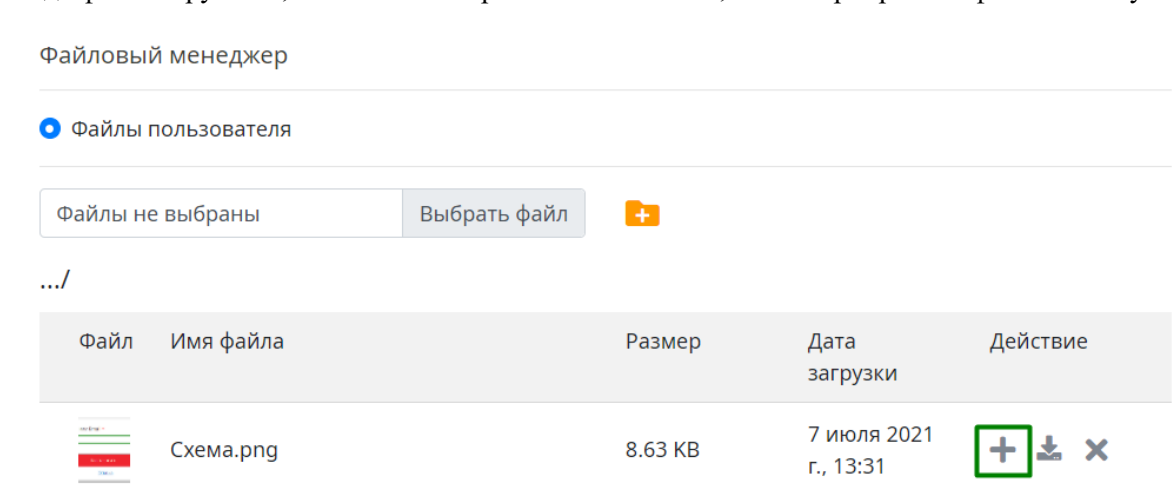 Файловый менеджер
Файлы пользователя
Файлы не выбраны Выбрать файл
.../
Файл Имя файла Размер Дата загрузки Действие
Схема.png 8.63 KB 7 июля 2021 г., 13:31